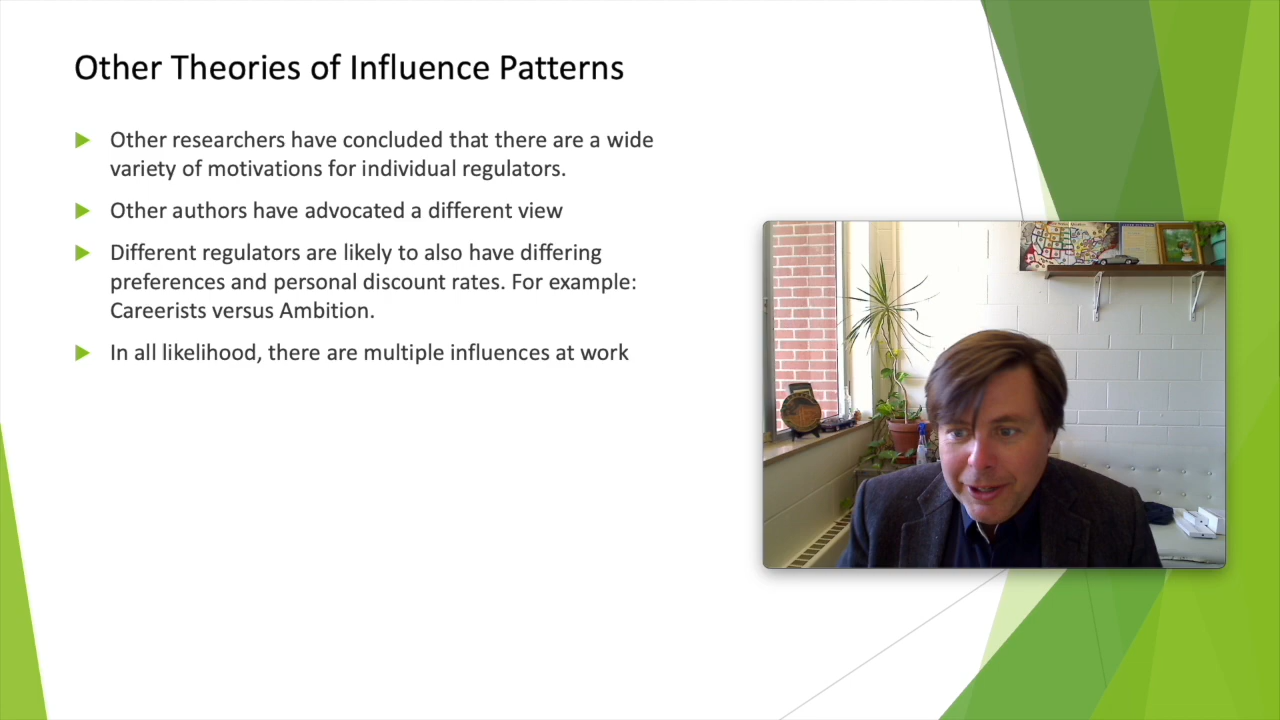 Other Theories of Influence Patterns
Other researchers have concluded that there are a wide
variety of motivations for individual regulators.
Other authors have advocated a different view
Different regulators are likely to also have differing
preferences and personal discount rates. For example:
Careerists versus Ambition.
In all likelihood, there are multiple influences at work